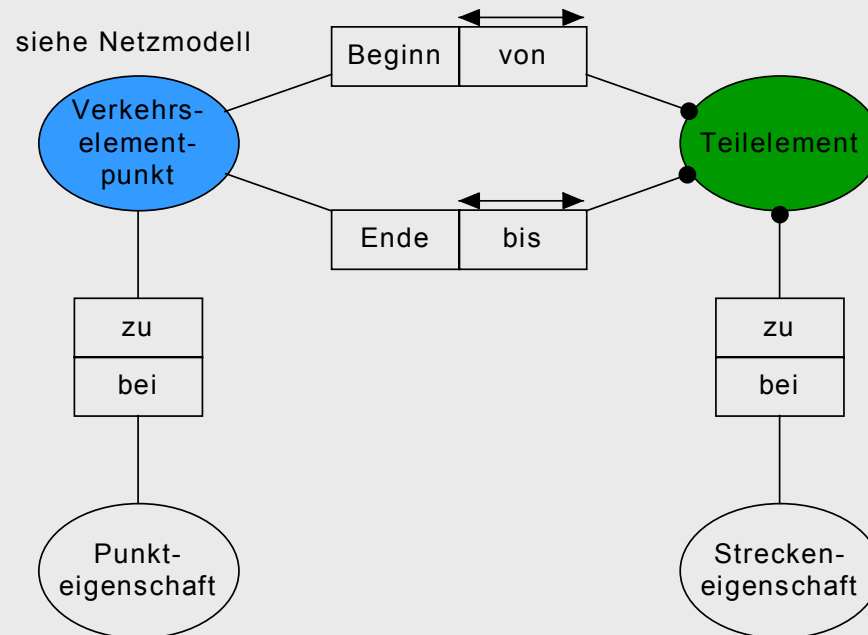 siehe Netzmodell
Beginn
von
Verkehrs-
element-
punkt
Teilelement
Ende
bis
zu
bei
zu
bei
Punkt-
eigenschaft
Strecken-
eigenschaft